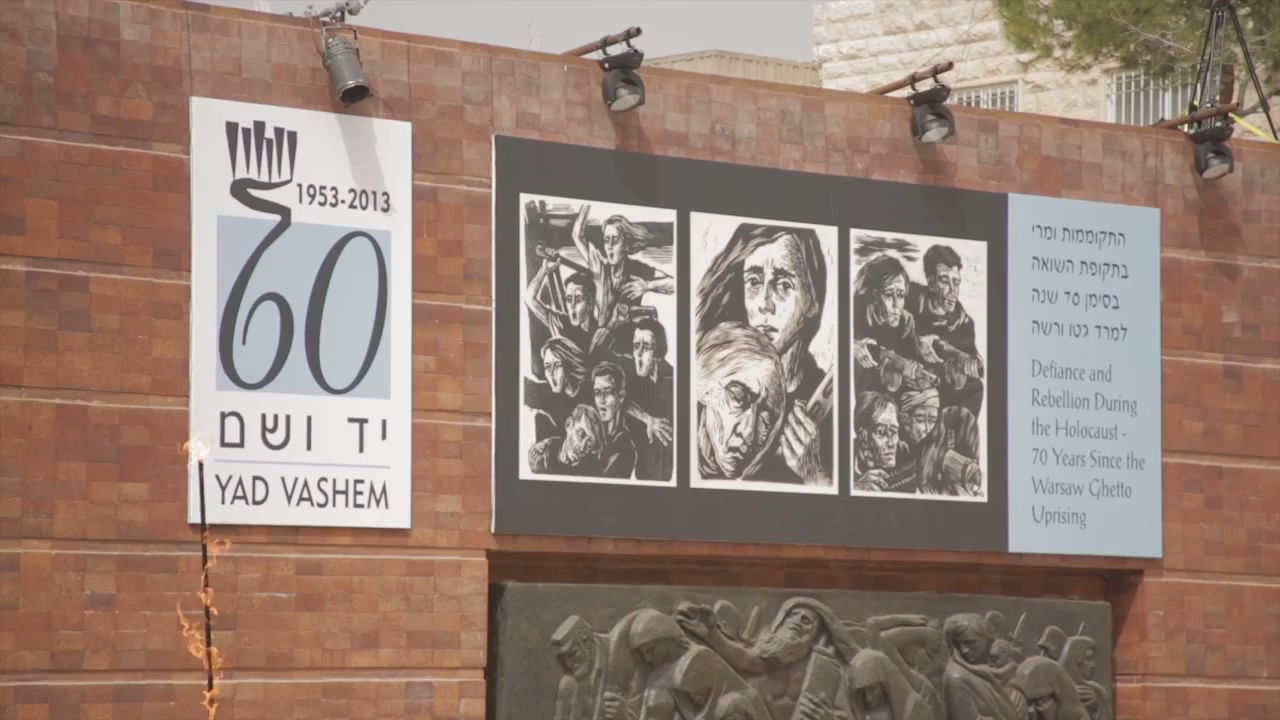 1953-2013
60
יד ושם
YAD VASHEM
התקוממות ומרי
בתקופת השואה
בסימן 70 שנה
למרד גטו ורשה
Defiance and
Rebellion During
the Holocaust -
70 Years Since the
Warsaw Ghetto
Uprising